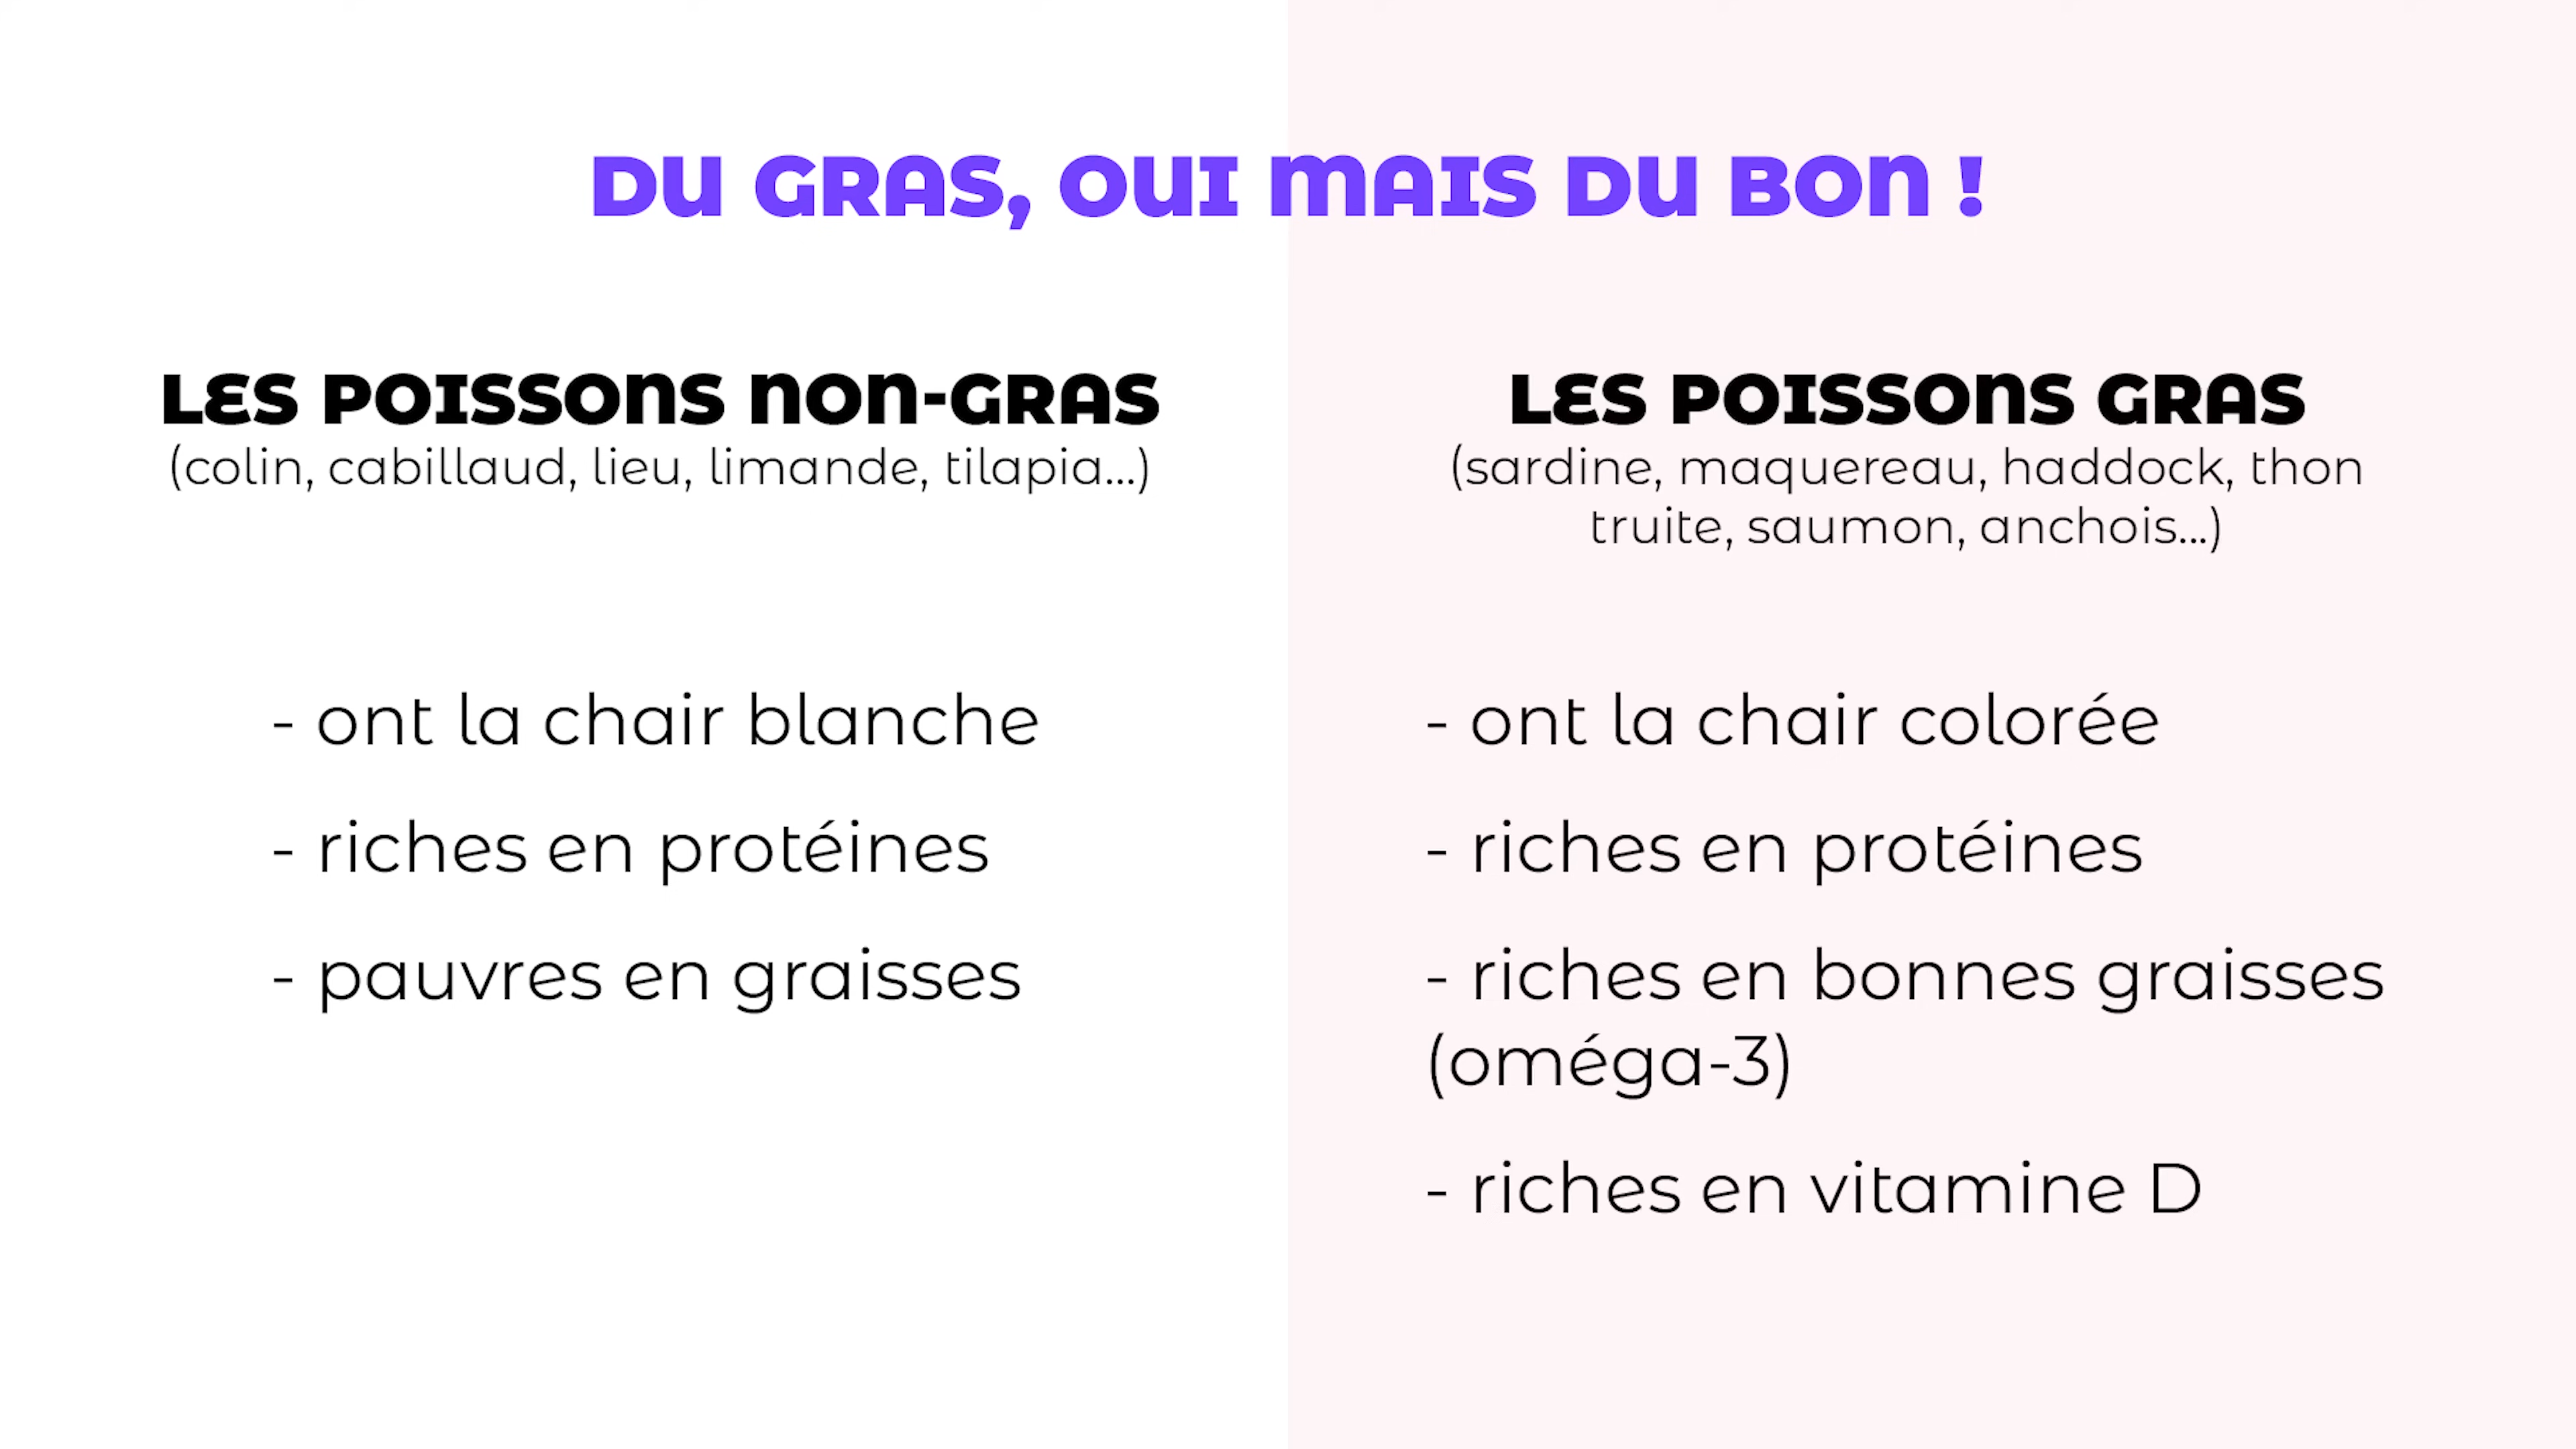 DU GRAS, OUI MAIS DU BON !
LES POISSONS NON-GRAS
(colin, cabillaud, lieu, limande, tilapia...)
- ont la chair blanche
- riches en protéines
- pauvres en graisses
LES POISSONS GRAS
(sardine, maquereau, haddock, thon
truite, saumon, anchois...)
- ont la chair colorée
- riches en protéines
- riches en bonnes graisses
(oméga-3)
- riches en vitamine D